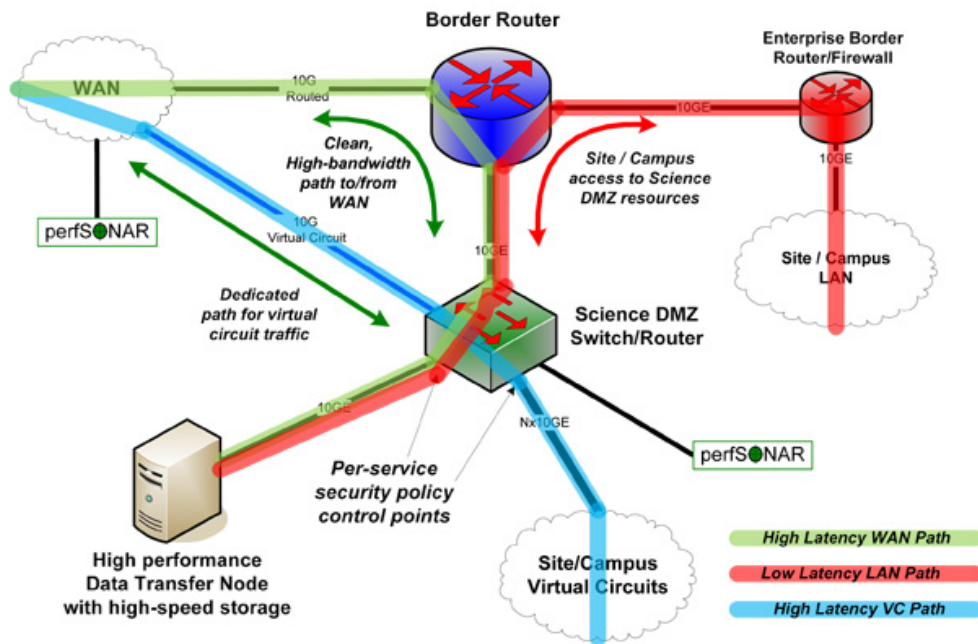 Border Router
Enterprise Border
Router/Firewall
WAN
10G
Routed
10GE
10GE
Clean,
High-bandwidth
path to/from
WAN
Site / Campus
access to Science
DMZ resources
perfSONAR
10G
Virtual Circuit
10GE
Site / Campus
LAN
Dedicated
path for virtual
circuit traffic
Science DMZ
Switch/Router
10GE
Nx10GE
perfSONAR
Per-service
security policy
control points
High performance
Data Transfer Node
with high-speed storage
Site/Campus
Virtual Circuits
High Latency WAN Path
Low Latency LAN Path
High Latency VC Path